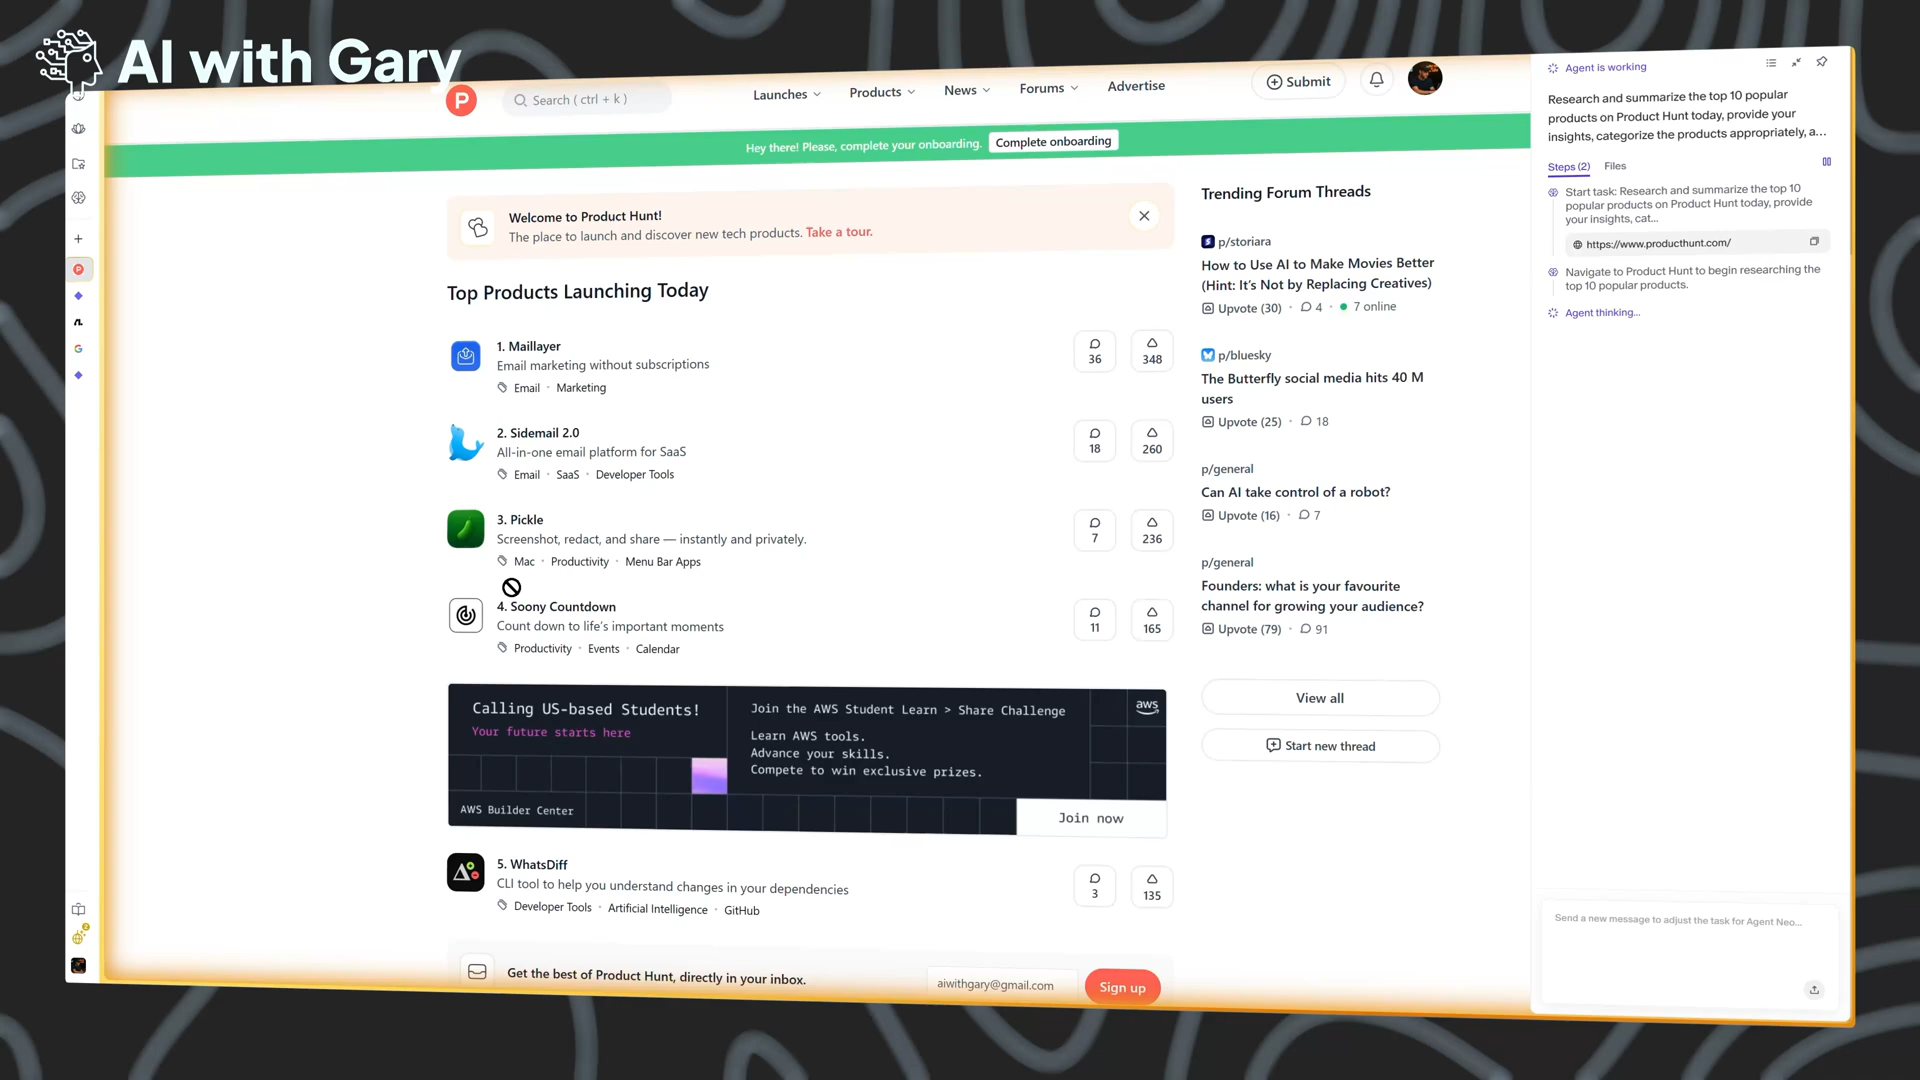 AI with Gary
P
Search ( ctrl + k )
Launches
Products
News
Forums
Advertise
Submit
Hey there! Please, complete your onboarding.
Complete onboarding
Welcome to Product Hunt!
The place to launch and discover new tech products. Take a tour.
Top Products Launching Today
1. Maillayer
Email marketing without subscriptions
Email · Marketing
36
348
2. Sidemail 2.0
All-in-one email platform for SaaS
Email · SaaS · Developer Tools
18
260
3. Pickle
Screenshot, redact, and share — instantly and privately.
Mac · Productivity · Menu Bar Apps
7
236
4. Soony Countdown
Count down to life's important moments
Productivity · Events · Calendar
11
165
Calling US-based Students!
Your future starts here
AWS Builder Center
Join the AWS Student Learn > Share Challenge
Learn AWS tools.
Advance your skills.
Compete to win exclusive prizes.
aws
Join now
5. WhatsDiff
CLI tool to help you understand changes in your dependencies
Developer Tools · Artificial Intelligence · GitHub
3
135
Get the best of Product Hunt, directly in your inbox.
aiwithgary@gmail.com
Sign up
Trending Forum Threads
p/storiara
How to Use AI to Make Movies Better
(Hint: It's Not by Replacing Creatives)
Upvote (30) · 4 · 7 online
p/bluesky
The Butterfly social media hits 40 M
users
Upvote (25) · 18
p/general
Can AI take control of a robot?
Upvote (16) · 7
p/general
Founders: what is your favourite
channel for growing your audience?
Upvote (79) · 91
View all
Start new thread
Agent is working
Research and summarize the top 10 popular
products on Product Hunt today, provide your
insights, categorize the products appropriately, a...
Steps (2)
Files
Start task: Research and summarize the top 10
popular products on Product Hunt today, provide
your insights, cat...
https://www.producthunt.com/
Navigate to Product Hunt to begin researching the
top 10 popular products.
Agent thinking...
Send a new message to adjust the task for Agent Neo...